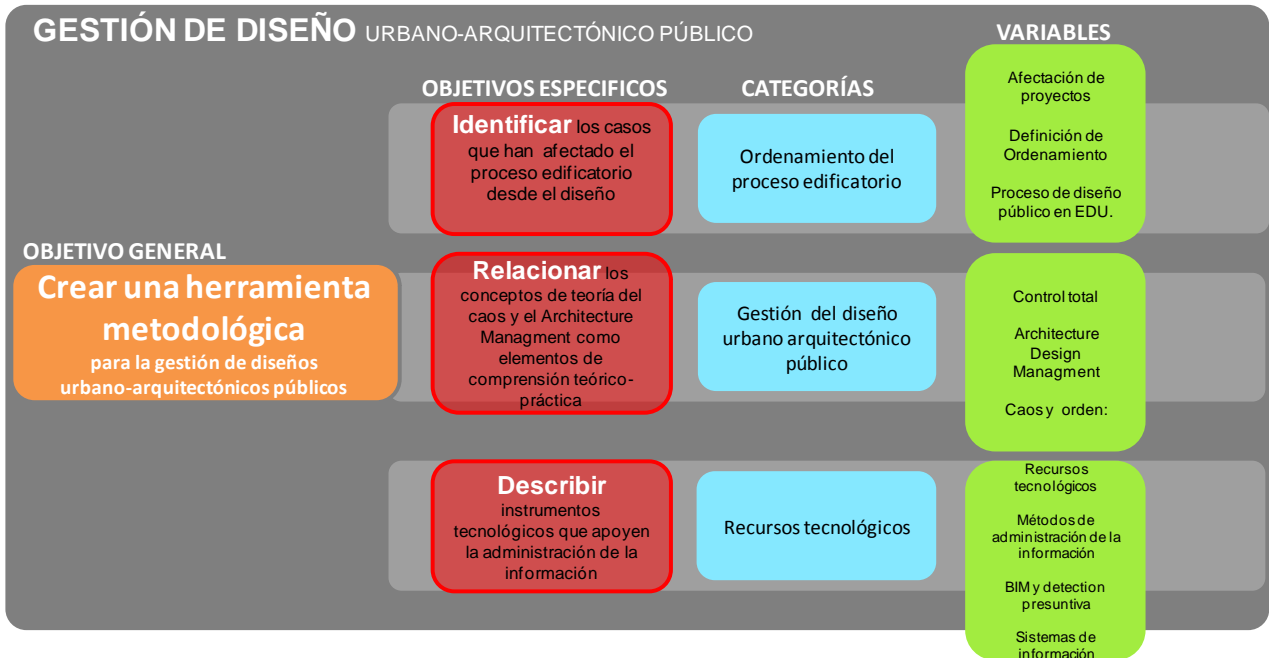 GESTIÓN DE DISEÑO URBANO-ARQUITECTÓNICO PÚBLICO
VARIABLES
OBJETIVOS ESPECIFICOS
CATEGORÍAS
Identificar los casos
que han afectado el
proceso edificatorio
desde el diseño
Ordenamiento del
proceso edificatorio
Afectación de
proyectos
Definición de
Ordenamiento
Proceso de diseño
público en EDU.
OBJETIVO GENERAL
Crear una herramienta
metodológica
para la gestión de diseños
urbano-arquitectónicos públicos
Relacionar los
conceptos de teoría del
caos y el Architecture
Managment como
elementos de
comprensión teórico-
práctica
Gestión del diseño
urbano arquitectónico
público
Control total
Architecture
Design
Managment
Caos y orden:
Describir
instrumentos
tecnológicos que apoyen
la administración de la
información
Recursos tecnológicos
Recursos
tecnológicos
Métodos de
administración de la
información
BIM y detection
presuntiva
Sistemas de
información